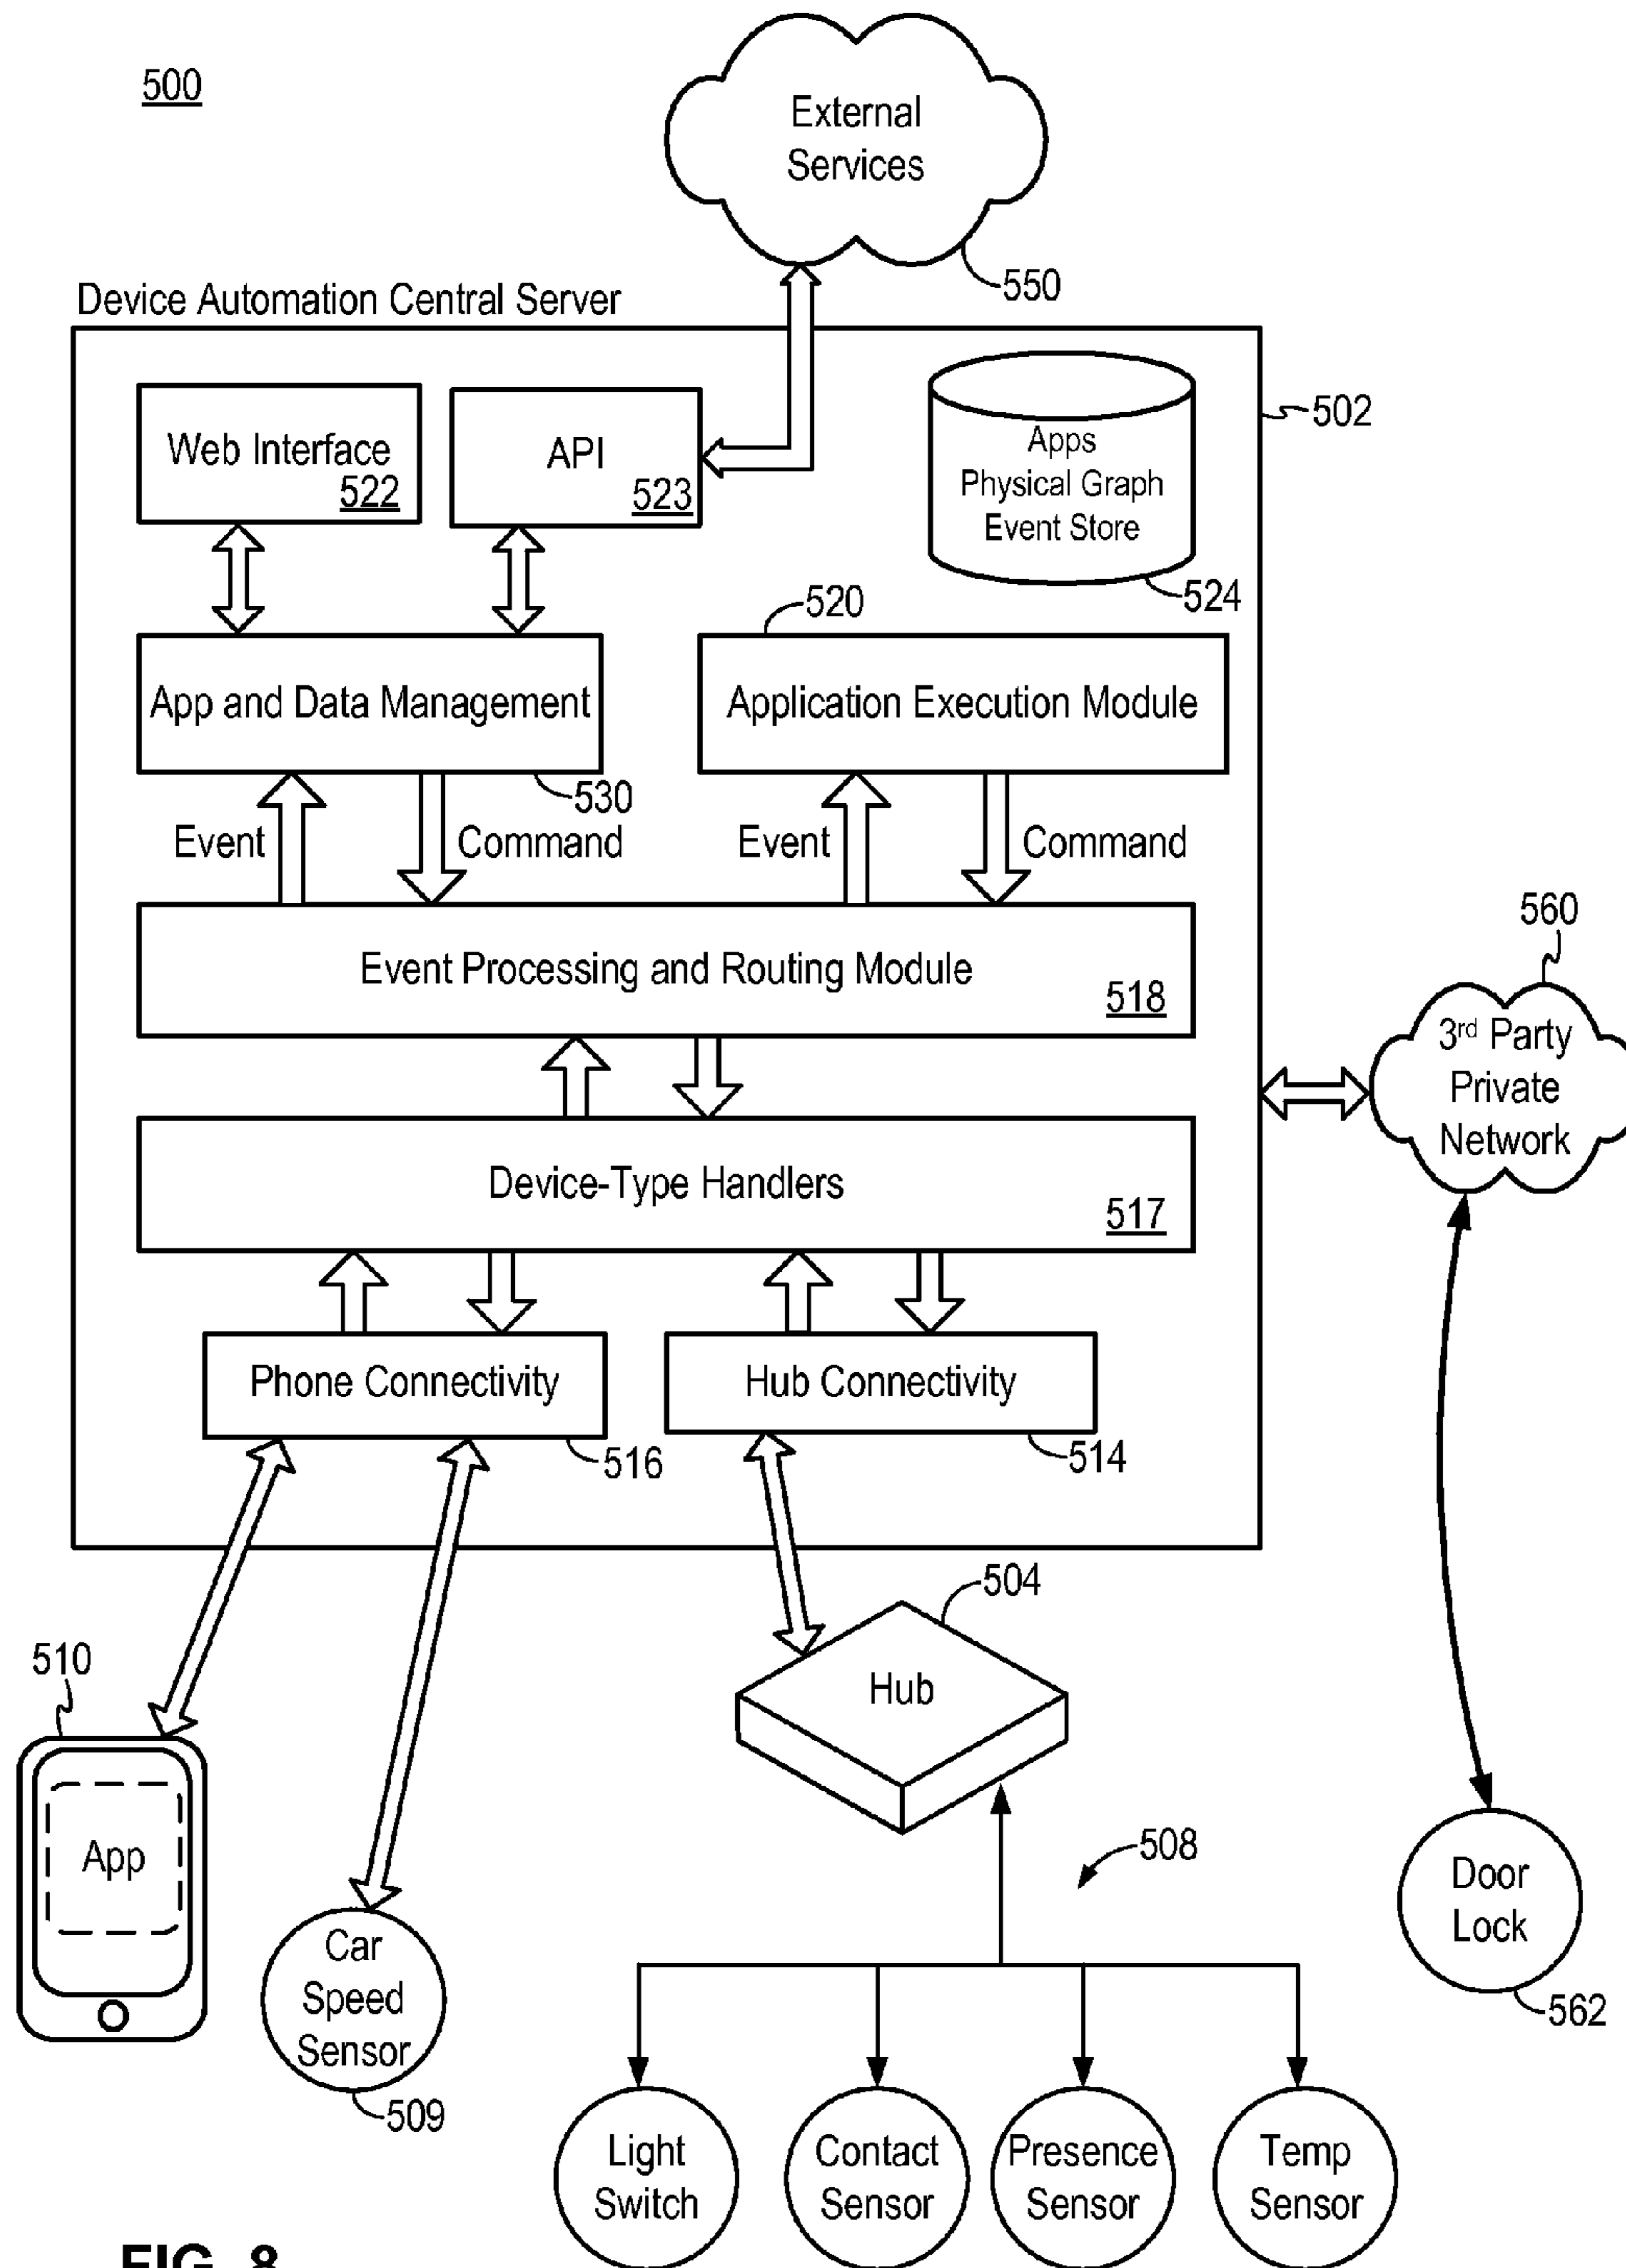 500
External
Services
550
Device Automation Central Server
502
Web Interface
522
API
523
Apps
Physical Graph
Event Store
524
520
App and Data Management
530
Application Execution Module
Event
Command
Event
Command
Event Processing and Routing Module
518
560
3rd Party
Private
Network
Device-Type Handlers
517
Phone Connectivity
516
Hub Connectivity
514
504
Hub
510
App
508
Car
Speed
Sensor
509
Door
Lock
562
Light
Switch
Contact
Sensor
Presence
Sensor
Temp
Sensor
FIG. 8